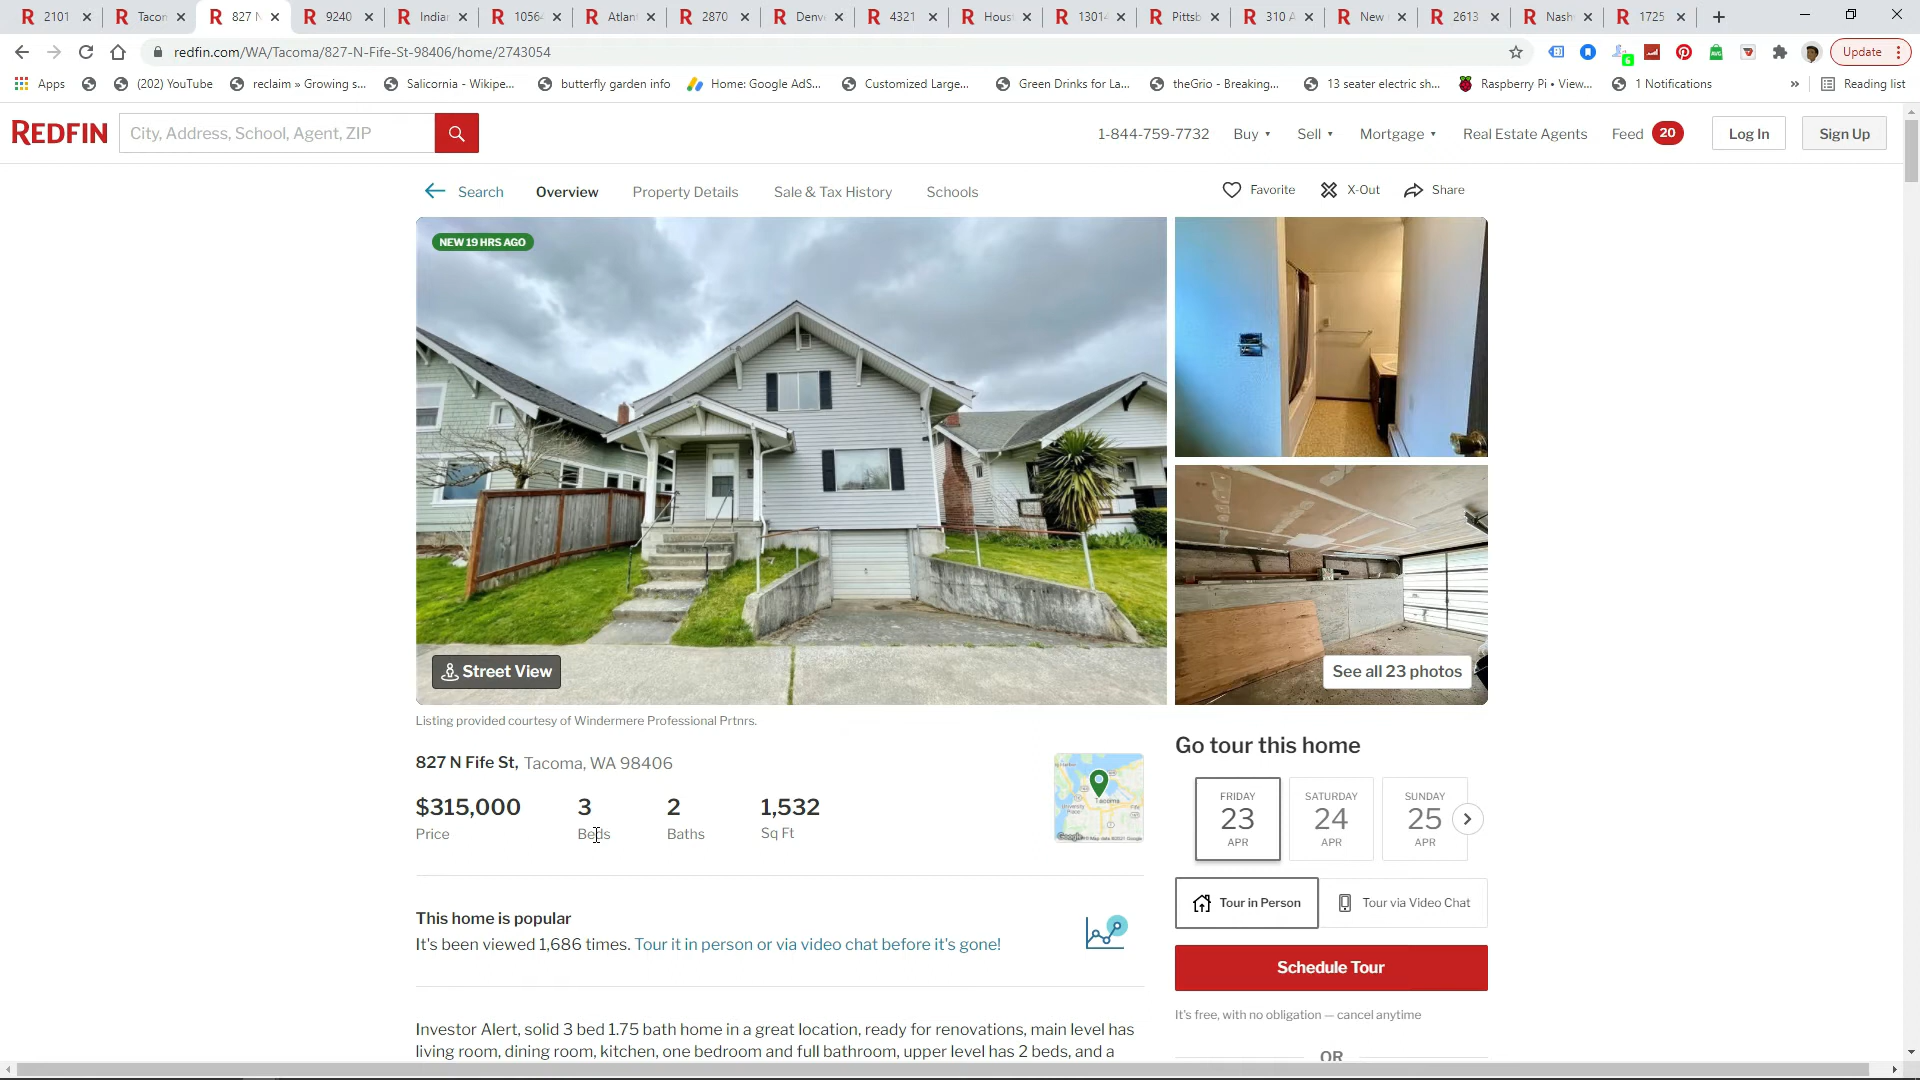 2101
Tacon
827 N
9240
Indiar
1056
Atlan
2870
Denv
4321
Hous
1301
Pittsb
310 A
New
2613
Nash
1725
redfin.com/WA/Tacoma/827-N-Fife-St-98406/home/2743054
Update
Apps
(202) YouTube
reclaim » Growing s...
Salicornia - Wikipe...
butterfly garden info
Home: Google AdS...
Customized Large...
Green Drinks for La...
theGrio - Breaking...
13 seater electric sh...
Raspberry Pi • View...
1 Notifications
»
Reading list
REDFIN
City, Address, School, Agent, ZIP
1-844-759-7732
Buy
Sell
Mortgage
Real Estate Agents
Feed 20
Log In
Sign Up
Search
Overview
Property Details
Sale & Tax History
Schools
Favorite
X-Out
Share
NEW 19 HRS AGO
Street View
See all 23 photos
Listing provided courtesy of Windermere Professional Prtnrs.
827 N Fife St, Tacoma, WA 98406
$315,000
Price
3
Beds
2
Baths
1,532
Sq Ft
Tacoma
Google
Go tour this home
FRIDAY
23
APR
SATURDAY
24
APR
SUNDAY
25
APR
Tour in Person
Tour via Video Chat
Schedule Tour
It's free, with no obligation — cancel anytime
OR
This home is popular
It's been viewed 1,686 times. Tour it in person or via video chat before it's gone!
Investor Alert, solid 3 bed 1.75 bath home in a great location, ready for renovations, main level has
living room, dining room, kitchen, one bedroom and full bathroom, upper level has 2 beds, and a